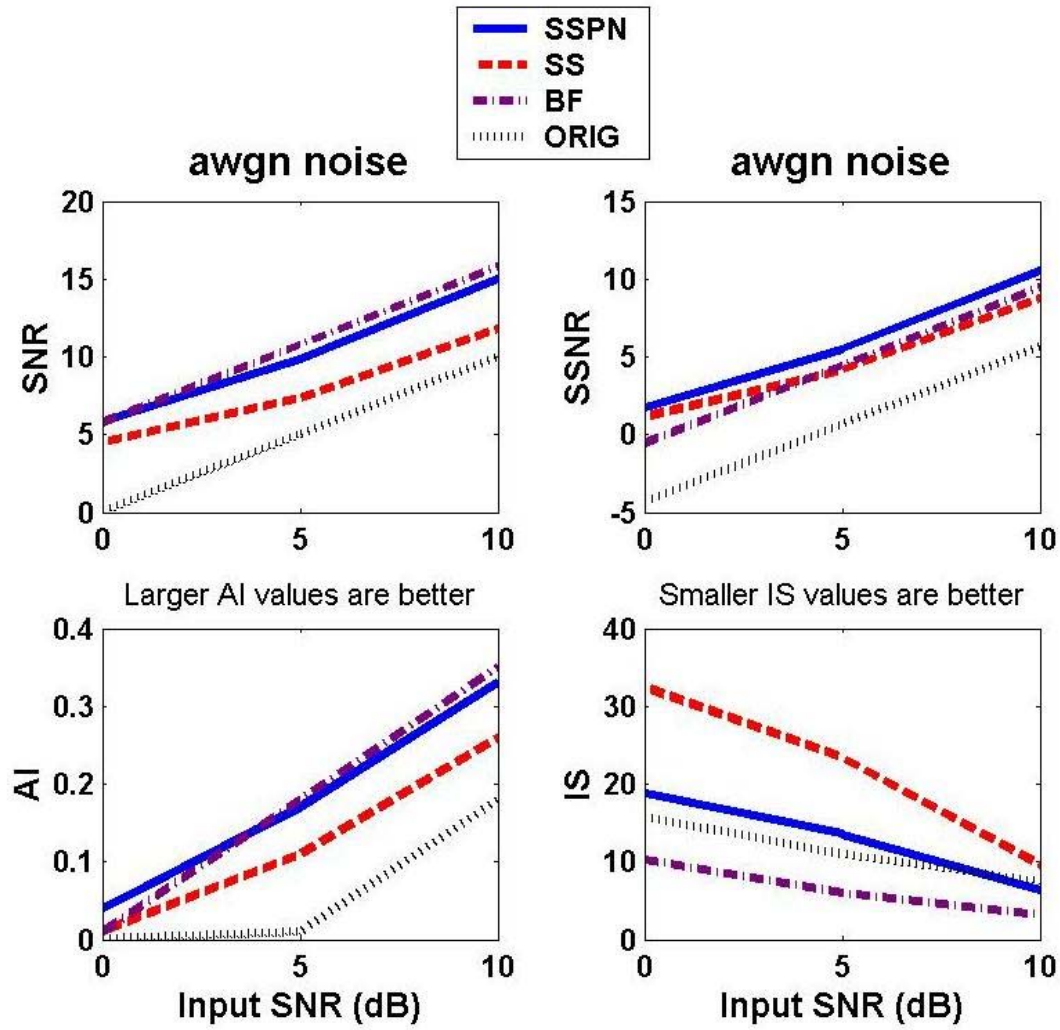 SSPN
SS
BF
ORIG
awgn noise
20
15
10
5
0
SNR
0
5
10
awgn noise
15
10
5
0
-5
SSNR
0
5
10
Larger AI values are better
0.4
0.3
0.2
0.1
0
AI
0
5
10
Input SNR (dB)
Smaller IS values are better
40
30
20
10
0
IS
0
5
10
Input SNR (dB)